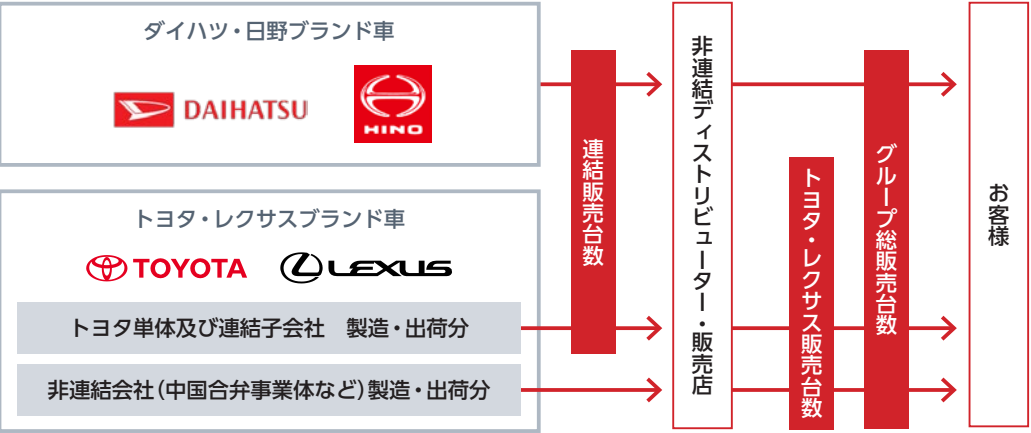 ダイハツ・日野ブランド車
DAIHATSU
HINO
トヨタ・レクサスブランド車
TOYOTA
LEXUS
トヨタ単体及び連結子会社　製造・出荷分
非連結会社（中国合弁事業体など）製造・出荷分
連結販売台数
非連結ディストリビューター・販売店
トヨタ・レクサス販売台数
グループ総販売台数
お客様